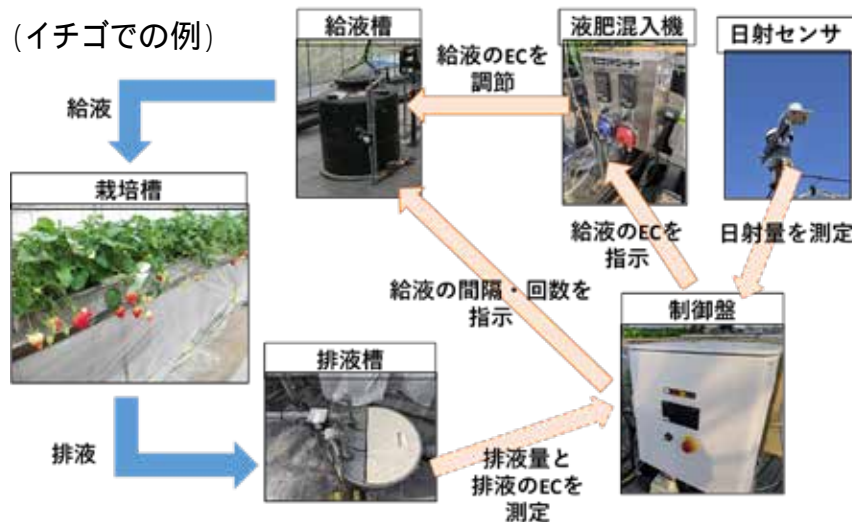 (イチゴでの例)
給液槽
液肥混入機
日射センサ
給液のECを
調節
給液
栽培槽
給液のECを
指示
日射量を測定
給液の間隔・回数を
指示
制御盤
排液槽
排液
排液量と
排液のECを
測定